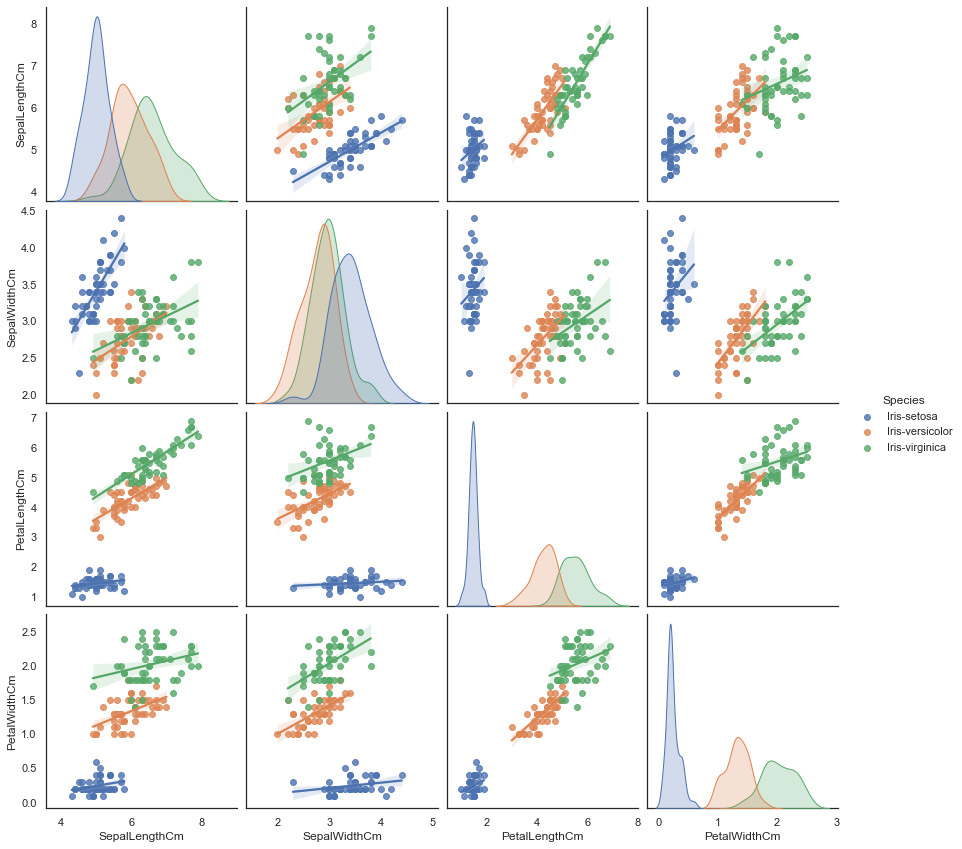 8
7
6
5
4
SepalLengthCm
4.5
4.0
3.5
3.0
2.5
2.0
SepalWidthCm
7
6
5
4
3
2
1
PetalLengthCm
2.5
2.0
1.5
1.0
0.5
0.0
PetalWidthCm
4 6 8
SepalLengthCm
2 3 4 5
SepalWidthCm
2 4 6 8
PetalLengthCm
0 1 2 3
PetalWidthCm
Species
Iris-setosa
Iris-versicolor
Iris-virginica